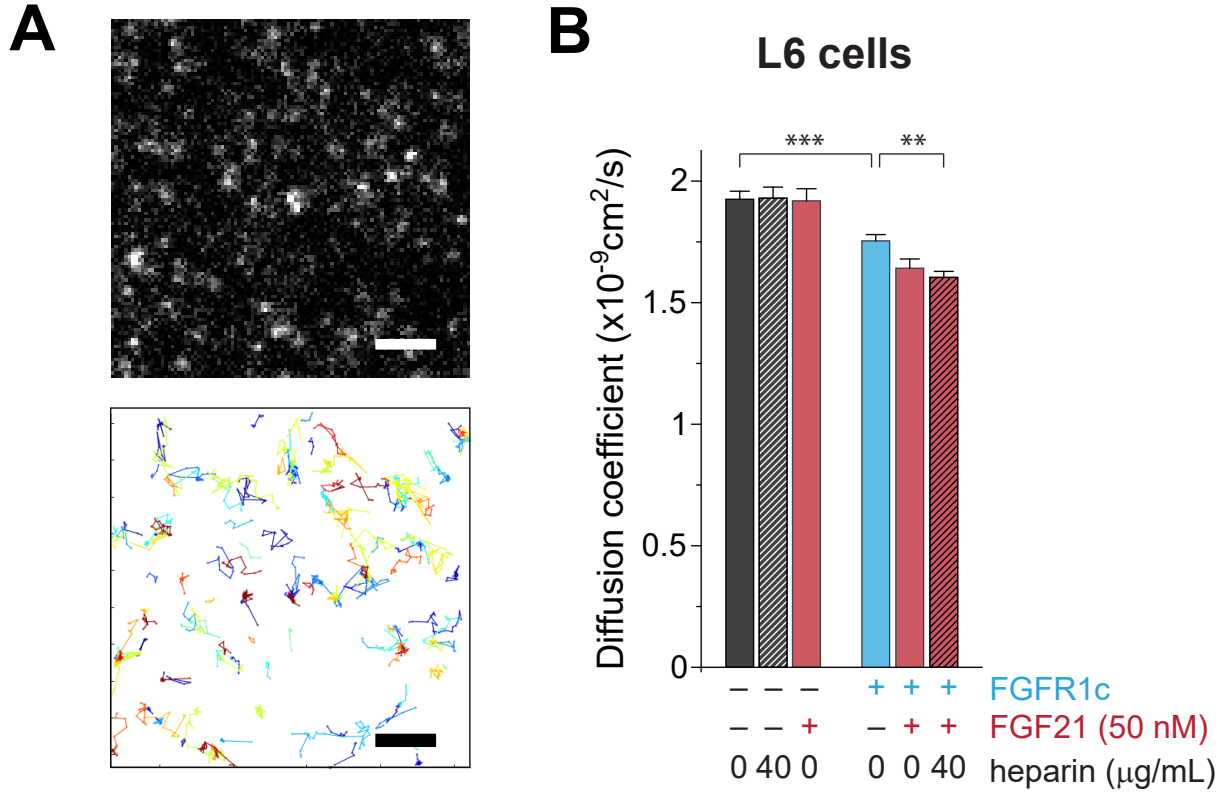 A
B
L6 cells
*** **
Diffusion coefficient (x10⁻⁹cm²/s)
2
1.5
1
0.5
0
– – – + + + FGFR1c
– – + – + + FGF21 (50 nM)
0 40 0 0 0 40 heparin (μg/mL)